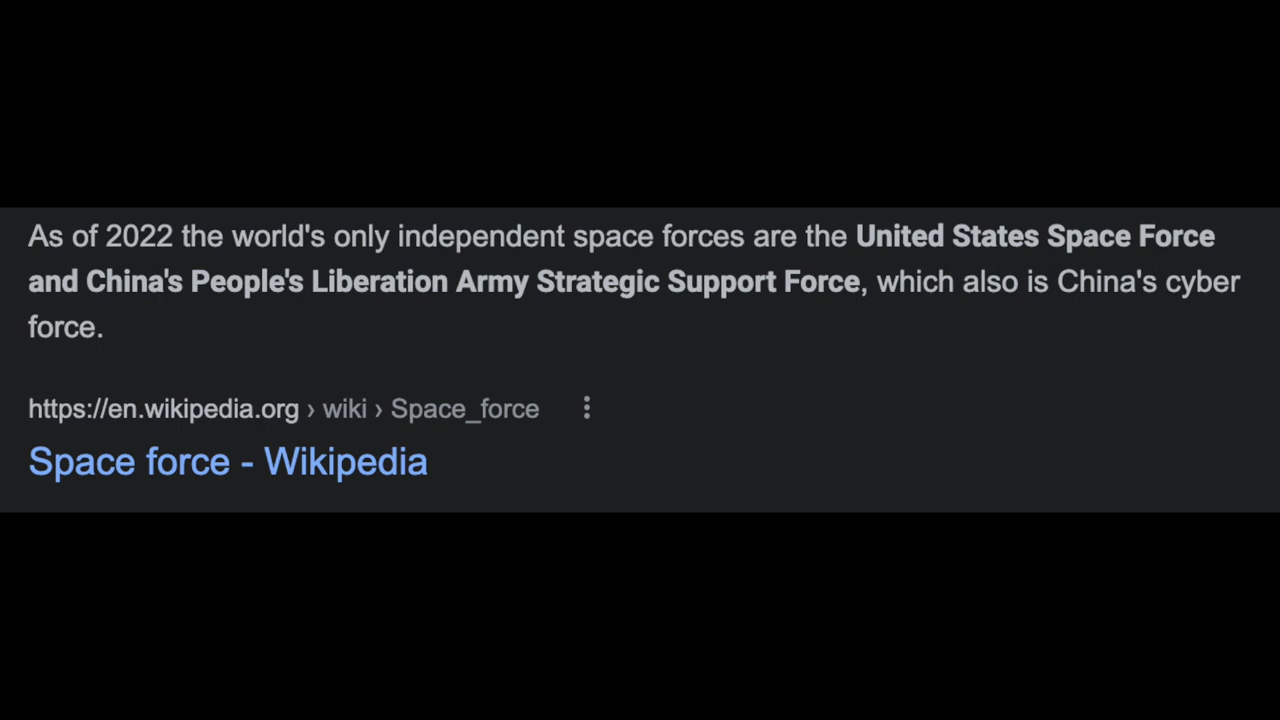 As of 2022 the world's only independent space forces are the United States Space Force
and China's People's Liberation Army Strategic Support Force, which also is China's cyber
force.
https://en.wikipedia.org › wiki › Space_force
Space force - Wikipedia